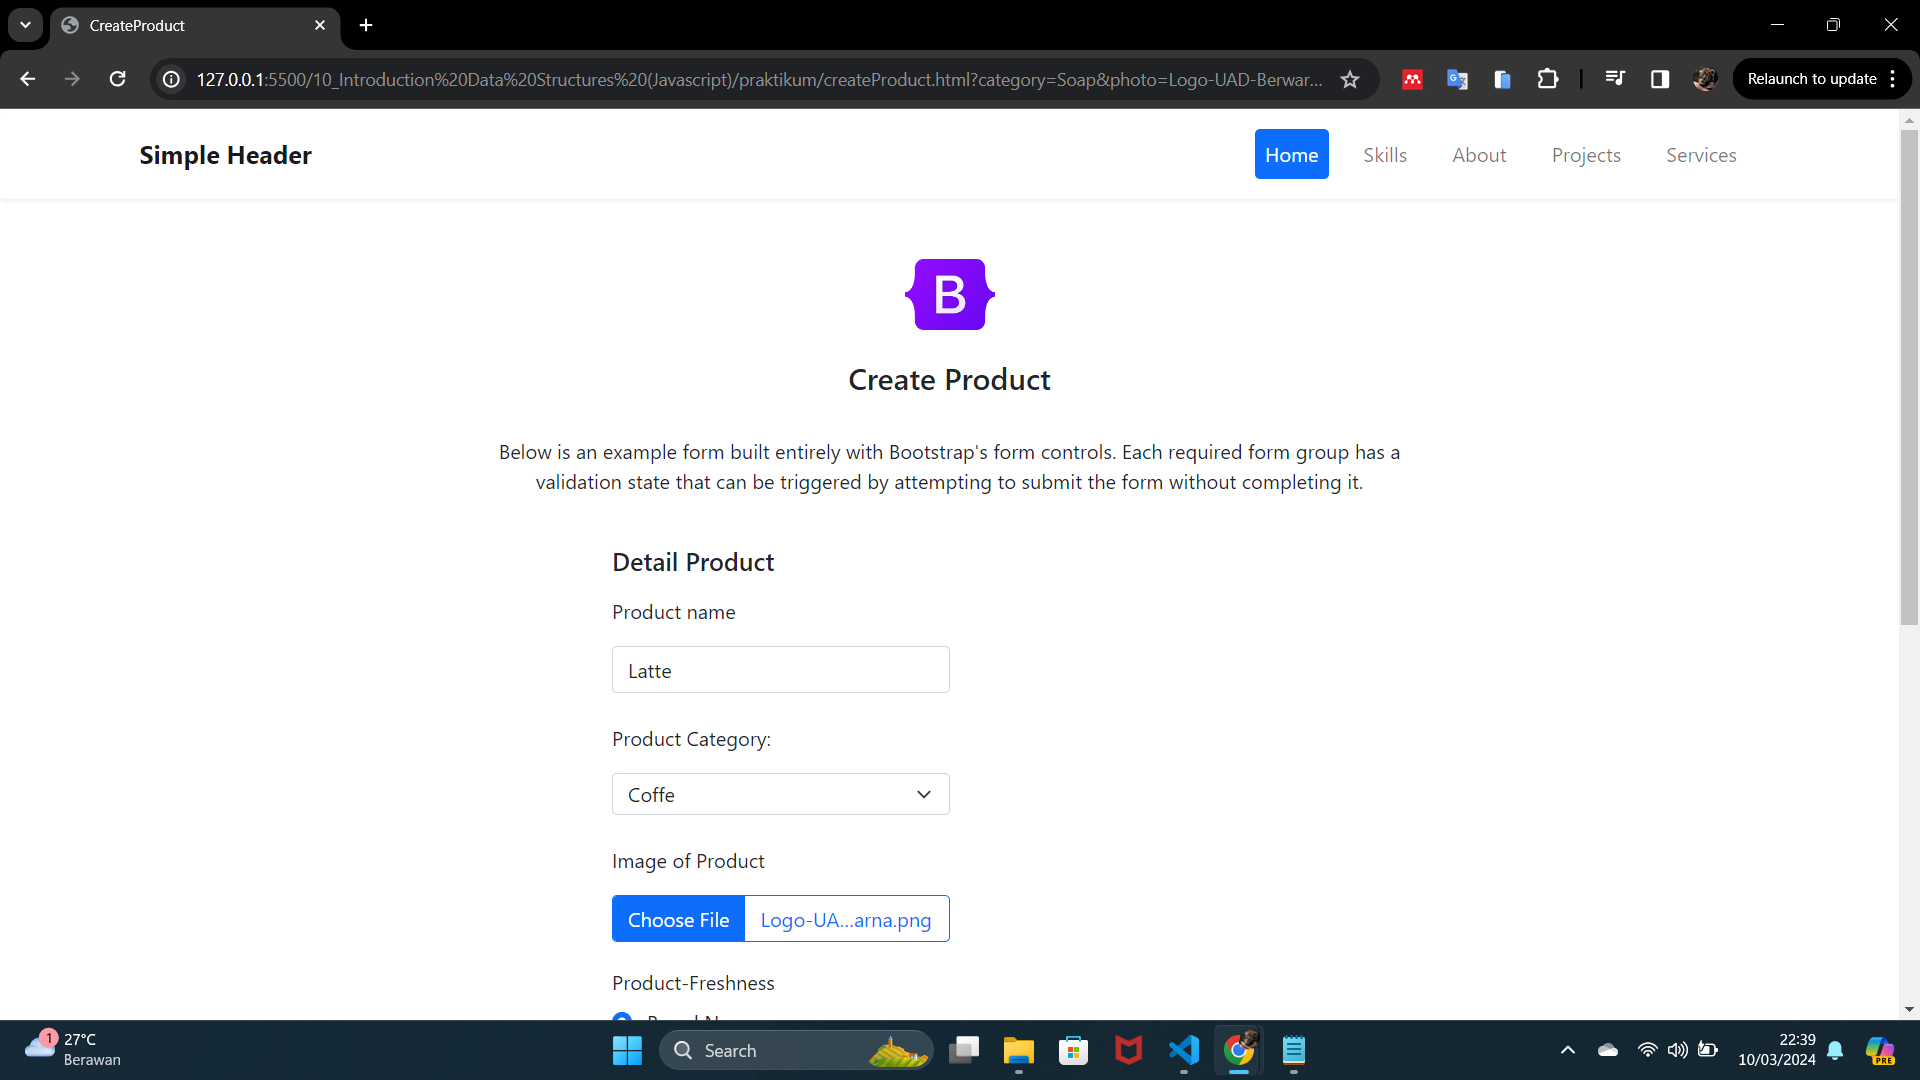 CreateProduct
127.0.0.1:5500/10_Introduction%20Data%20Structures%20(Javascript)/praktikum/createProduct.html?category=Soap&photo=Logo-UAD-Berwar...
Relaunch to update
Simple Header
Home
Skills
About
Projects
Services
B
Create Product
Below is an example form built entirely with Bootstrap's form controls. Each required form group has a
validation state that can be triggered by attempting to submit the form without completing it.
Detail Product
Product name
Latte
Product Category:
Coffe
Image of Product
Choose File
Logo-UA...arna.png
Product-Freshness
1
27°C
Berawan
Search
22:39
10/03/2024
PRE